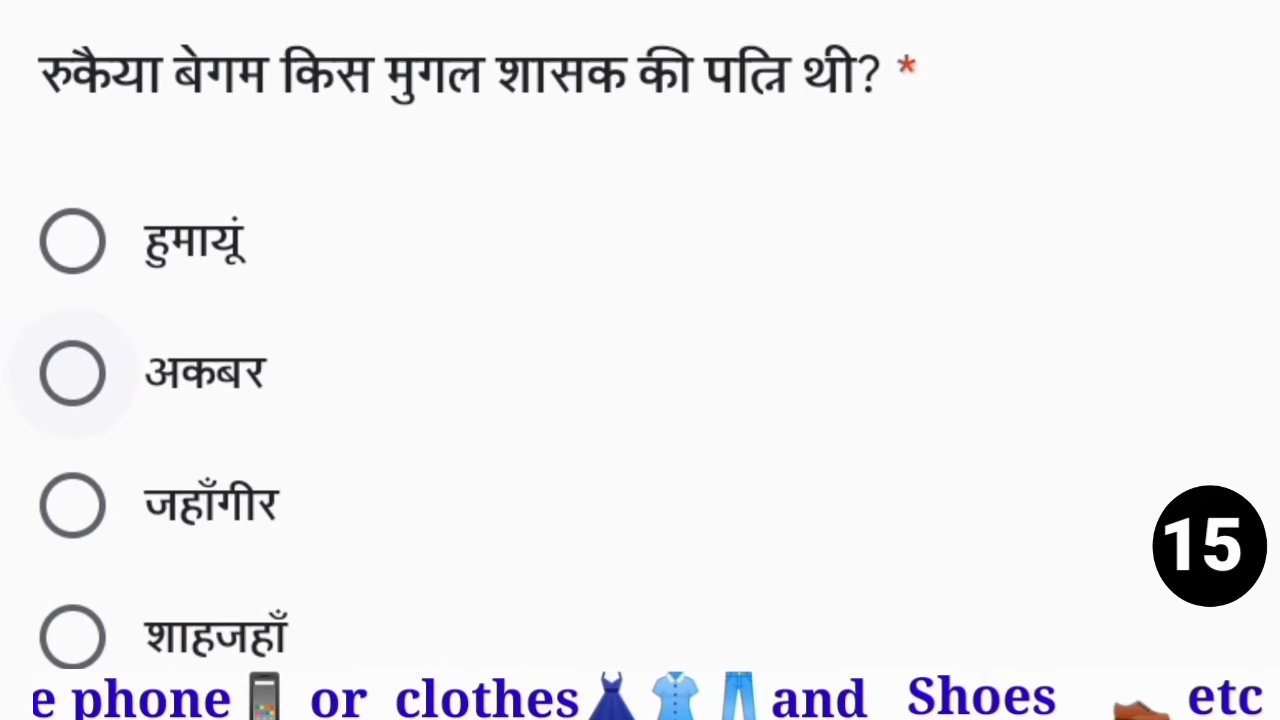 रुकैया बेगम किस मुगल शासक की पत्नि थी? *
हुमायूं
अकबर
जहाँगीर
15
शाहजहाँ
e phone or clothes and Shoes etc